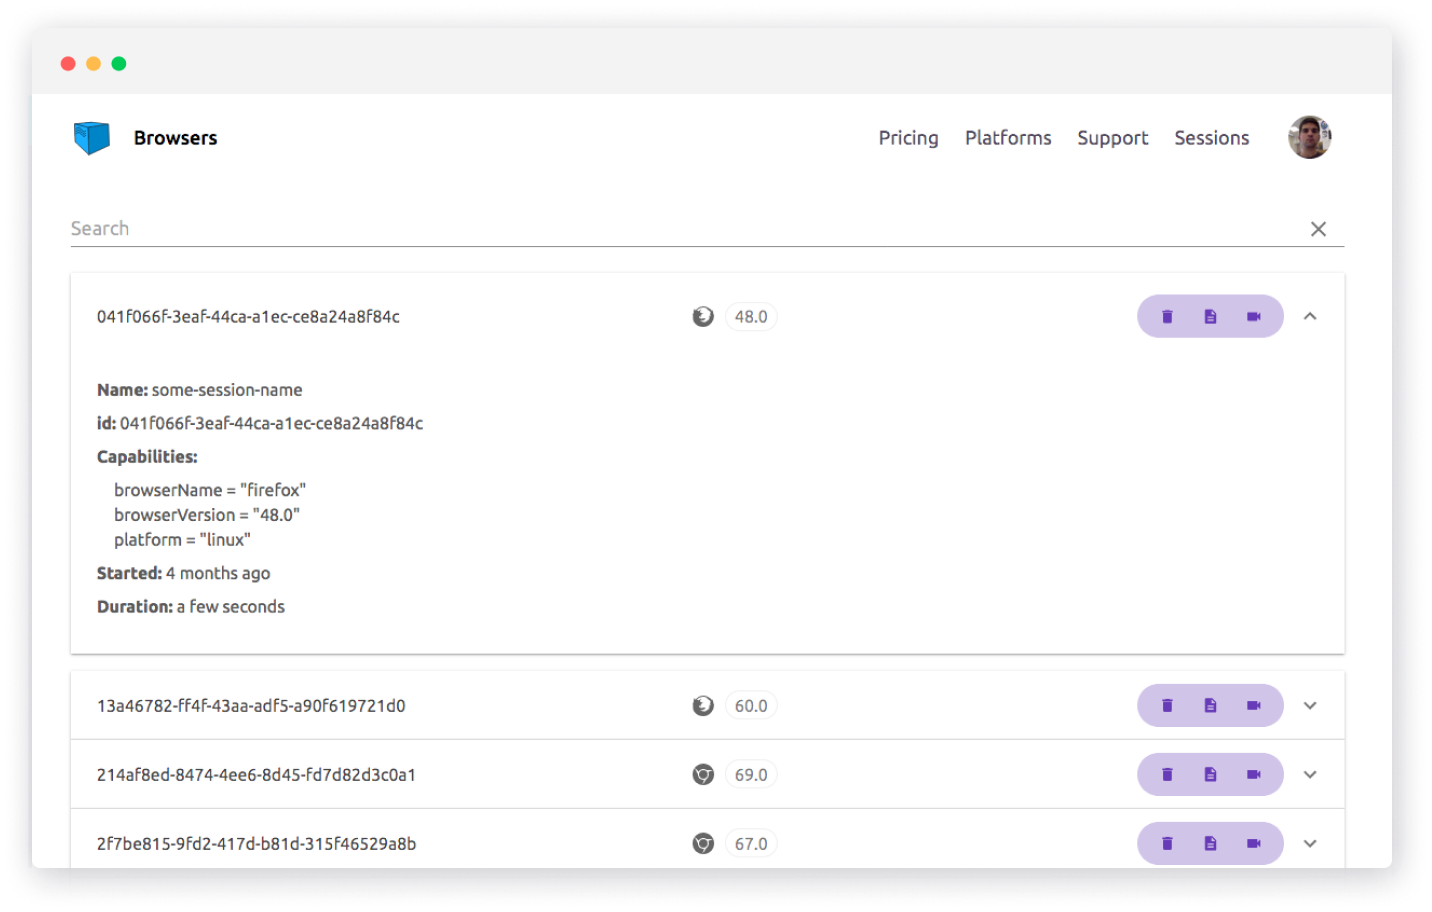 Browsers
Pricing Platforms Support Sessions
Search
041f066f-3eaf-44ca-a1ec-ce8a24a8f84c 48.0
Name: some-session-name
id: 041f066f-3eaf-44ca-a1ec-ce8a24a8f84c
Capabilities:
browserName = "firefox"
browserVersion = "48.0"
platform = "linux"
Started: 4 months ago
Duration: a few seconds
13a46782-ff4f-43aa-adf5-a90f619721d0 60.0
214af8ed-8474-4ee6-8d45-fd7d82d3c0a1 69.0
2f7be815-9fd2-417d-b81d-315f46529a8b 67.0